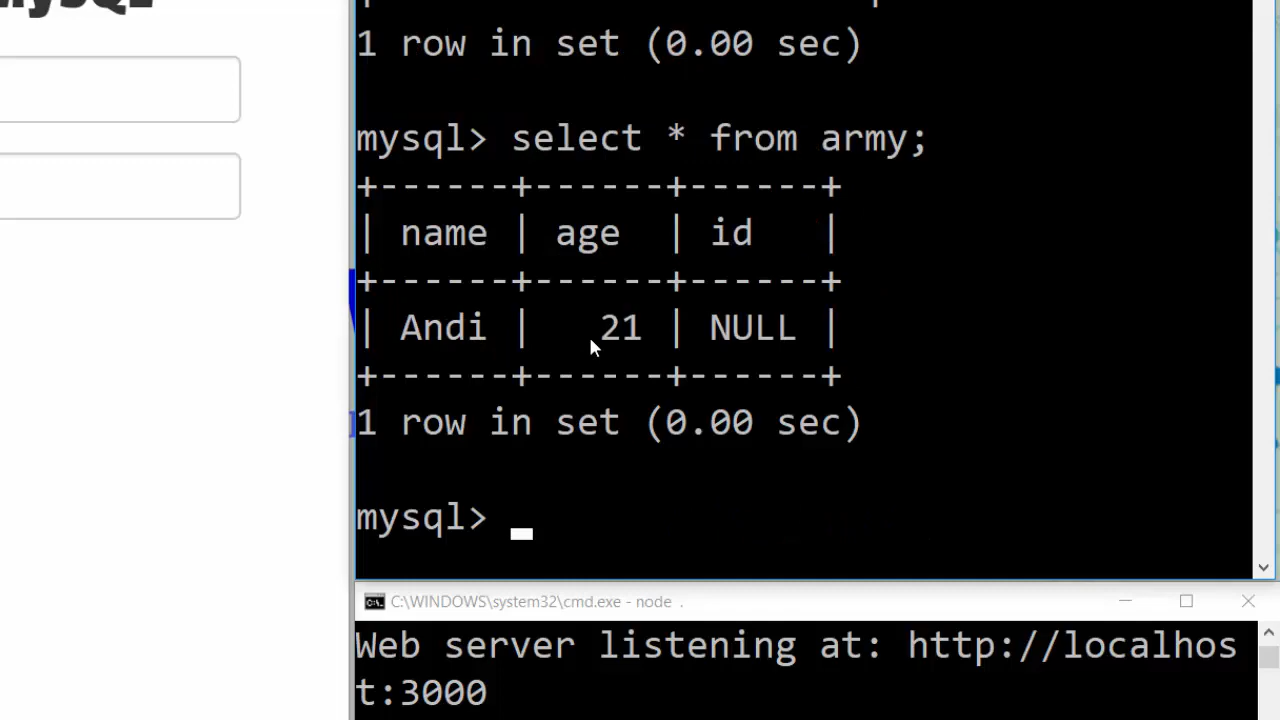 mysQL
1 row in set (0.00 sec)
mysql> select * from army;
+------+------+------+
| name | age  | id   |
+------+------+------+
| Andi |   21 | NULL |
+------+------+------+
1 row in set (0.00 sec)
mysql>
C:\WINDOWS\system32\cmd.exe - node .
Web server listening at: http://localhos
t:3000